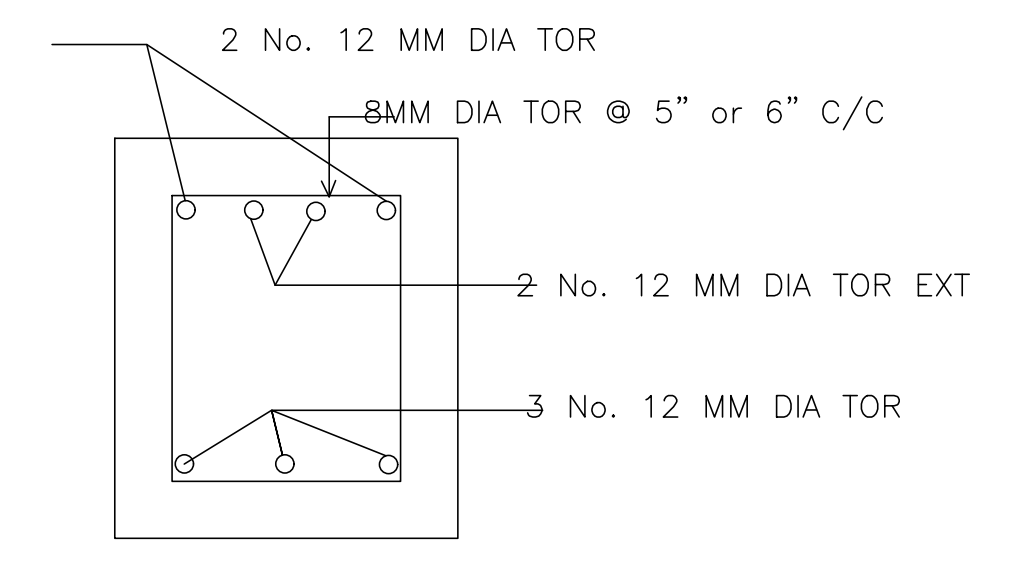 2 No. 12 MM DIA TOR
8MM DIA TOR @ 5” or 6” C/C
2 No. 12 MM DIA TOR EXT
3 No. 12 MM DIA TOR